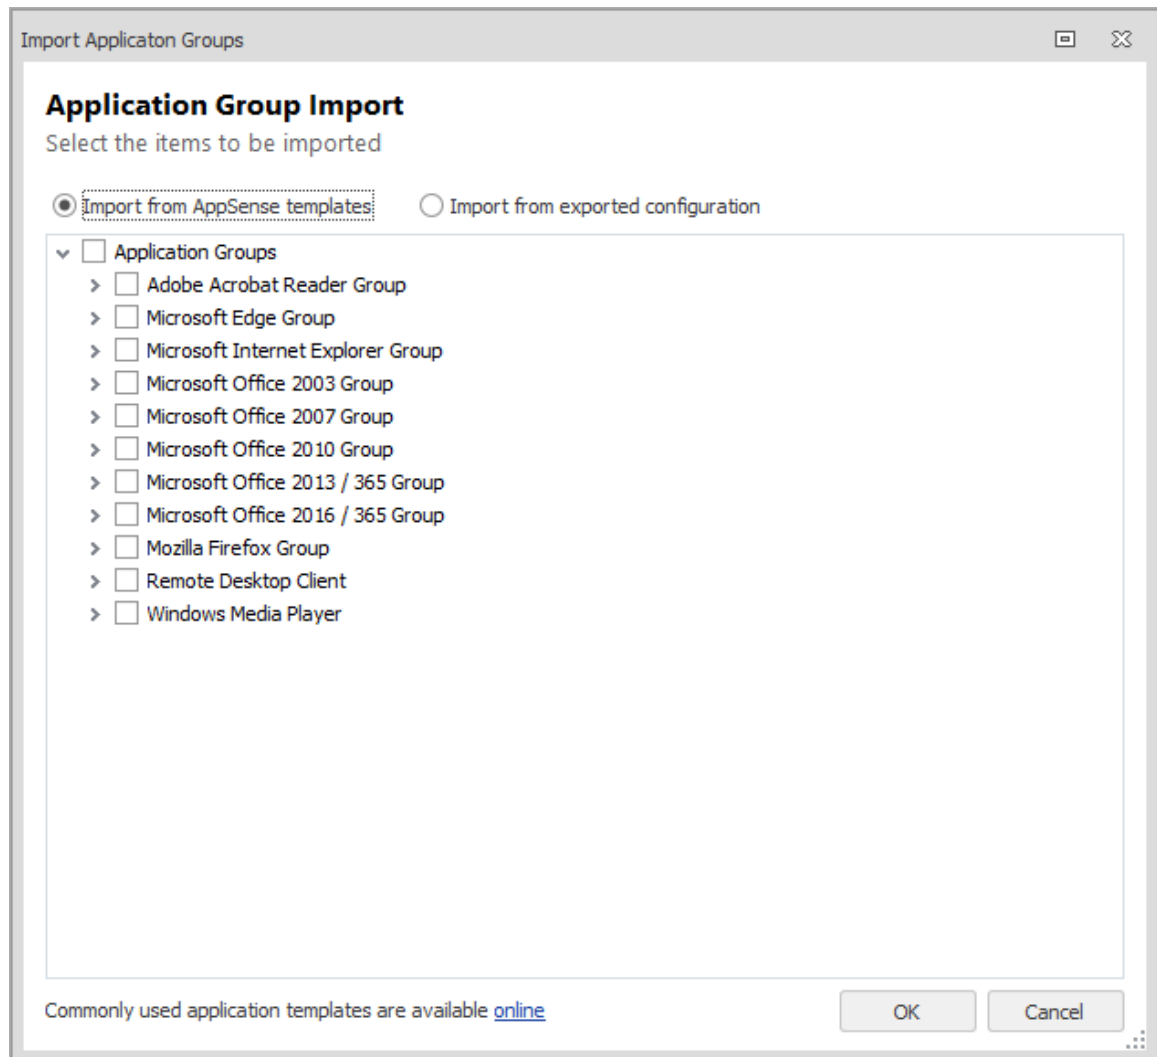 Import Applicaton Groups
Application Group Import
Select the items to be imported
Import from AppSense templates Import from exported configuration
Application Groups
Adobe Acrobat Reader Group
Microsoft Edge Group
Microsoft Internet Explorer Group
Microsoft Office 2003 Group
Microsoft Office 2007 Group
Microsoft Office 2010 Group
Microsoft Office 2013 / 365 Group
Microsoft Office 2016 / 365 Group
Mozilla Firefox Group
Remote Desktop Client
Windows Media Player
Commonly used application templates are available online OK Cancel